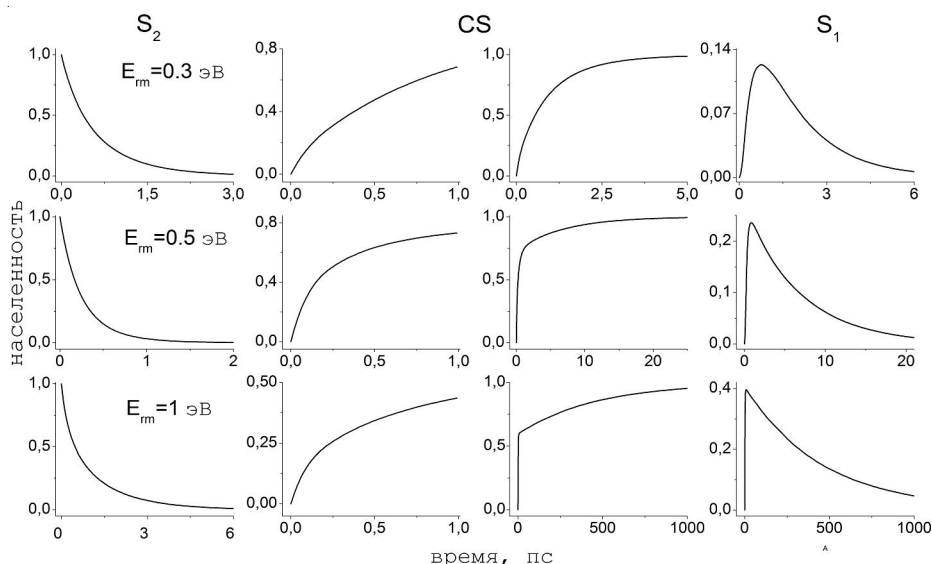 S2 CS S1
1,0 0,8 1,0 0,14
Erm=0.3 эВ
0,5 0,4 0,5 0,07
0,0 0,0 0,0 0,00
0,0 1,5 3,0 0,0 0,5 1,0 0,0 2,5 5,0 0 3 6
населенность
1,0 0,8 1,0 0,2
Erm=0.5 эВ
0,5 0,4 0,5 0,1
0,0 0,0 0,0 0,0
0 1 2 0,0 0,5 1,0 0 10 20 0 10 20
1,0 0,50 1,0 0,4
Erm=1 эВ
0,5 0,25 0,5 0,2
0,0 0,00 0,0 0,0
0 3 6 0,0 0,5 1,0 0 500 1000 0 500 1000
A
время, пс